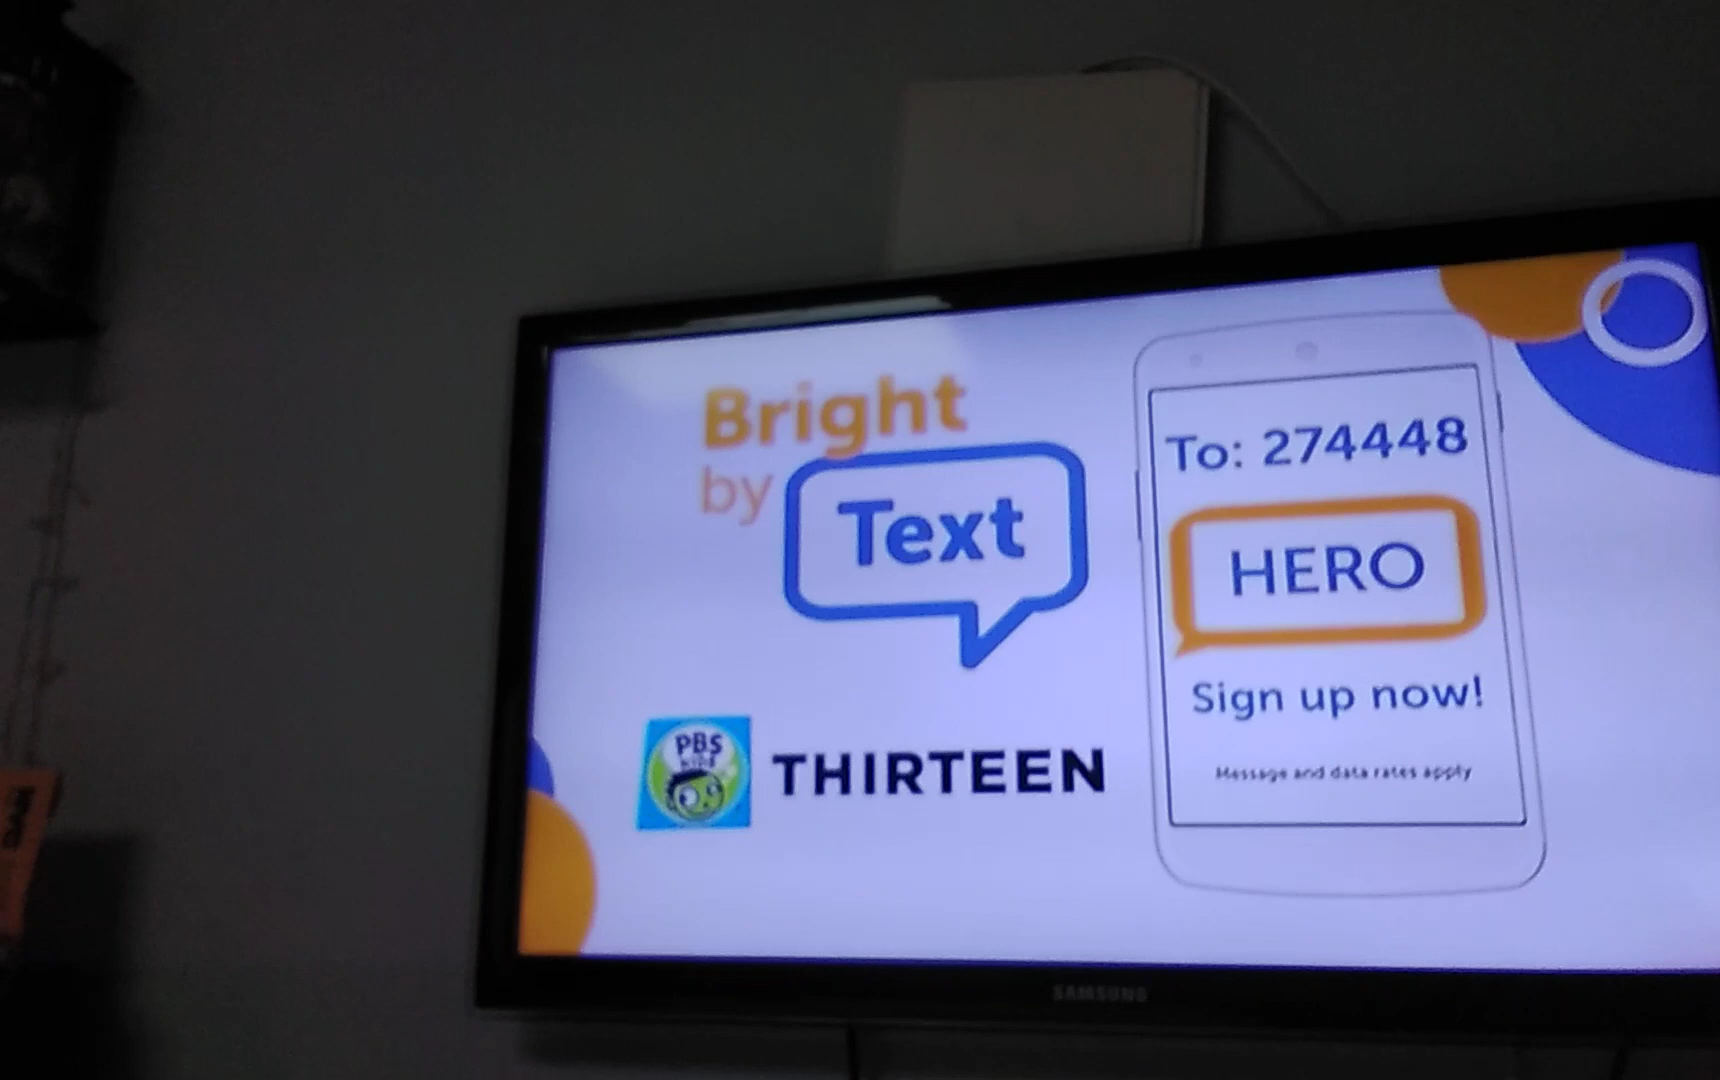 Bright
by
Text
To: 274448
HERO
Sign up now!
Message and data rates apply
PBS
KIDS
THIRTEEN
SAMSUNG